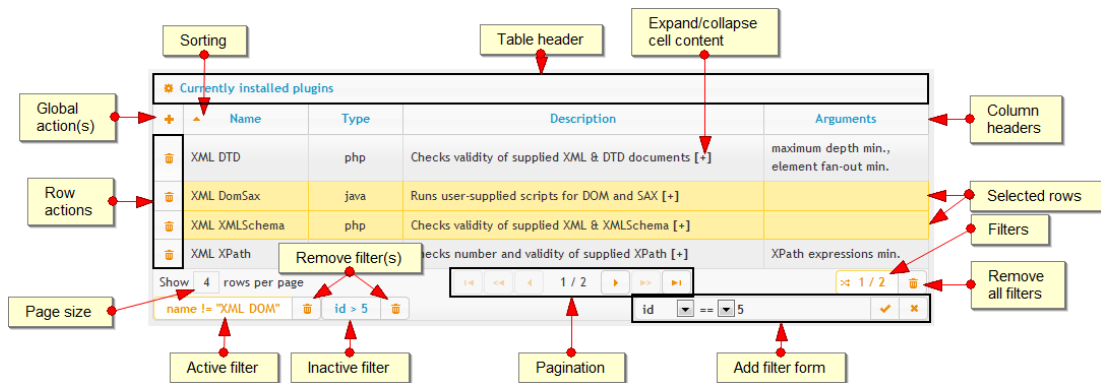 Expand/collapse
cell content
Sorting
Table header
Currently installed plugins
Global
action(s)
Name
Type
Description
Arguments
Column
headers
XML DTD
php
Checks validity of supplied XML & DTD documents [+]
maximum depth min.,
element fan-out min.
Row
actions
XML DomSax
java
Runs user-supplied scripts for DOM and SAX [+]
Selected rows
XML XMLSchema
php
Checks validity of supplied XML & XMLSchema [+]
Filters
XML XPath
Remove filter(s)
hecks number and validity of supplied XPath [+]
XPath expressions min.
Show 4 rows per page
1 / 2
1 / 2
Remove
all filters
Page size
name != "XML DOM"
id > 5
id
==
5
Active filter
Inactive filter
Pagination
Add filter form